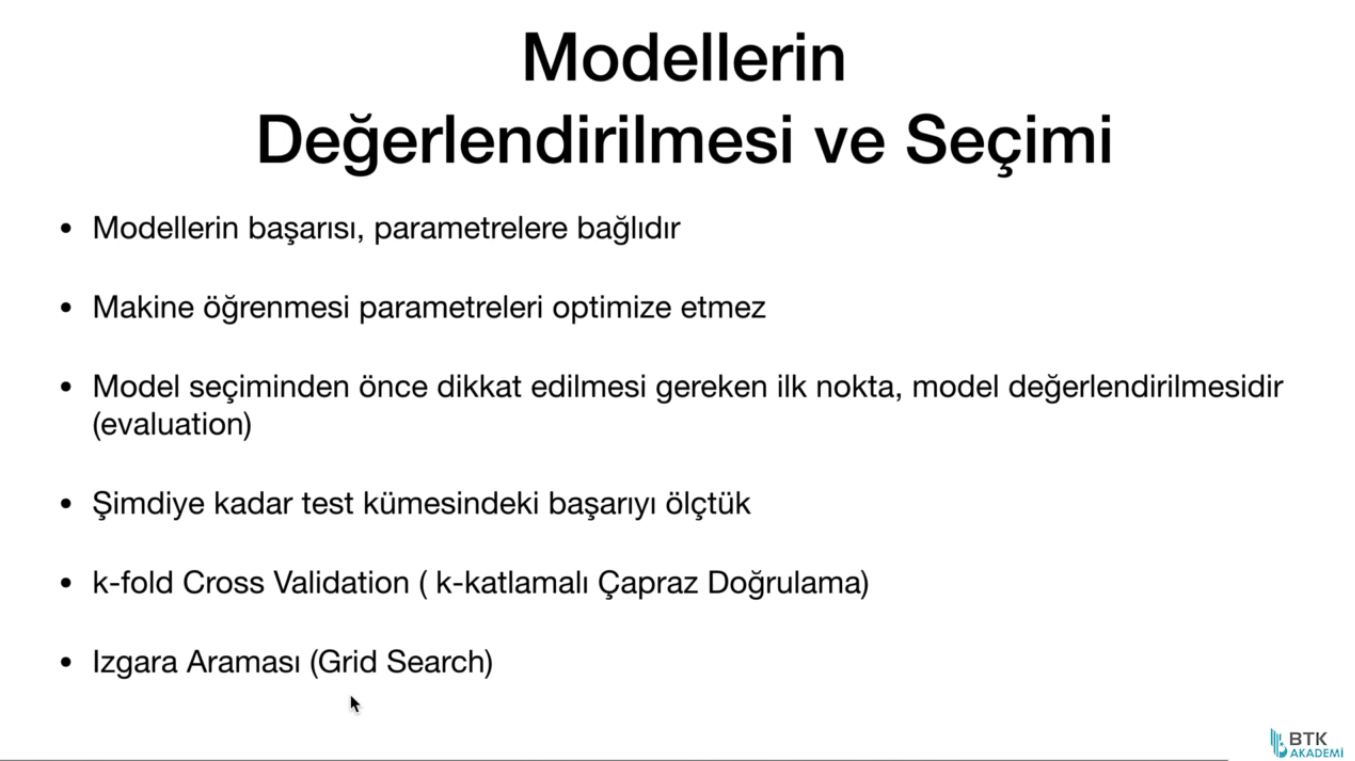 Modellerin
Değerlendirilmesi ve Seçimi
• Modellerin başarısı, parametrelere bağlıdır
• Makine öğrenmesi parametreleri optimize etmez
• Model seçiminden önce dikkat edilmesi gereken ilk nokta, model değerlendirilmesidir
(evaluation)
• Şimdiye kadar test kümesindeki başarıyı ölçtük
• k-fold Cross Validation ( k-katlamalı Çapraz Doğrulama)
• Izgara Araması (Grid Search)
BTK
AKADEMİ